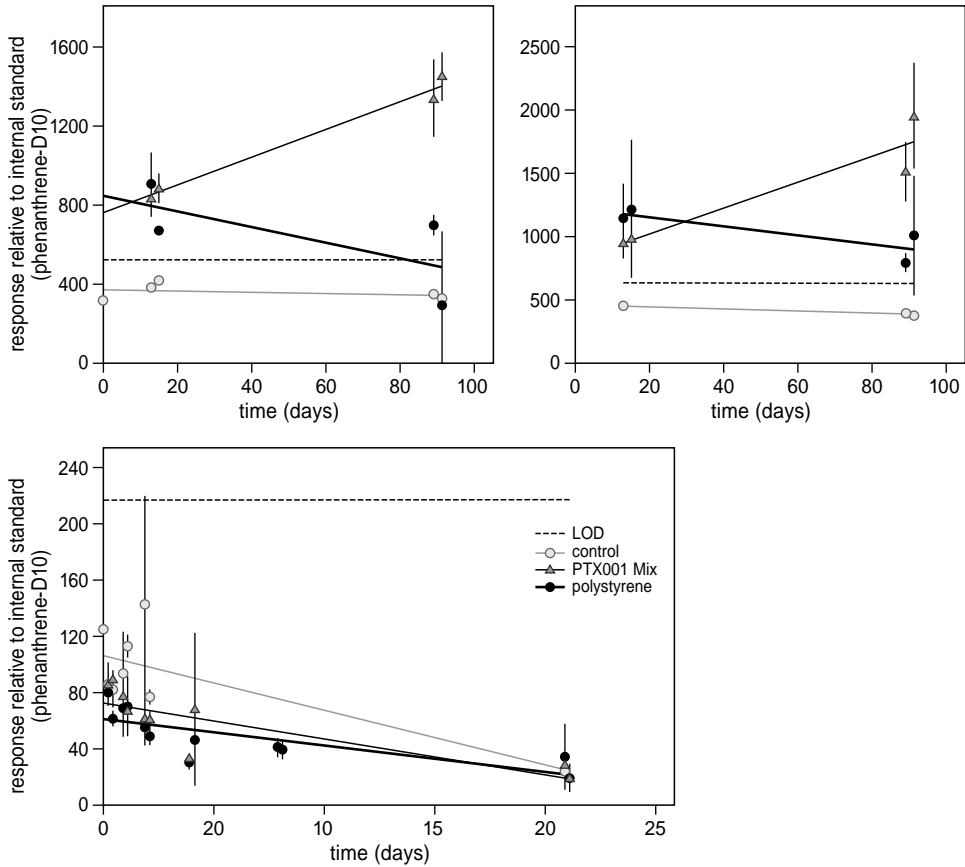 response relative to internal standard
(phenanthrene-D10)
1600
1200
800
400
0
0 20 40 60 80 100
time (days)
2500
2000
1500
1000
500
0
0 20 40 60 80 100
time (days)
response relative to internal standard
(phenanthrene-D10)
240
200
160
120
80
40
0
LOD
control
PTX001 Mix
polystyrene
0 20 10 15 20 25
time (days)